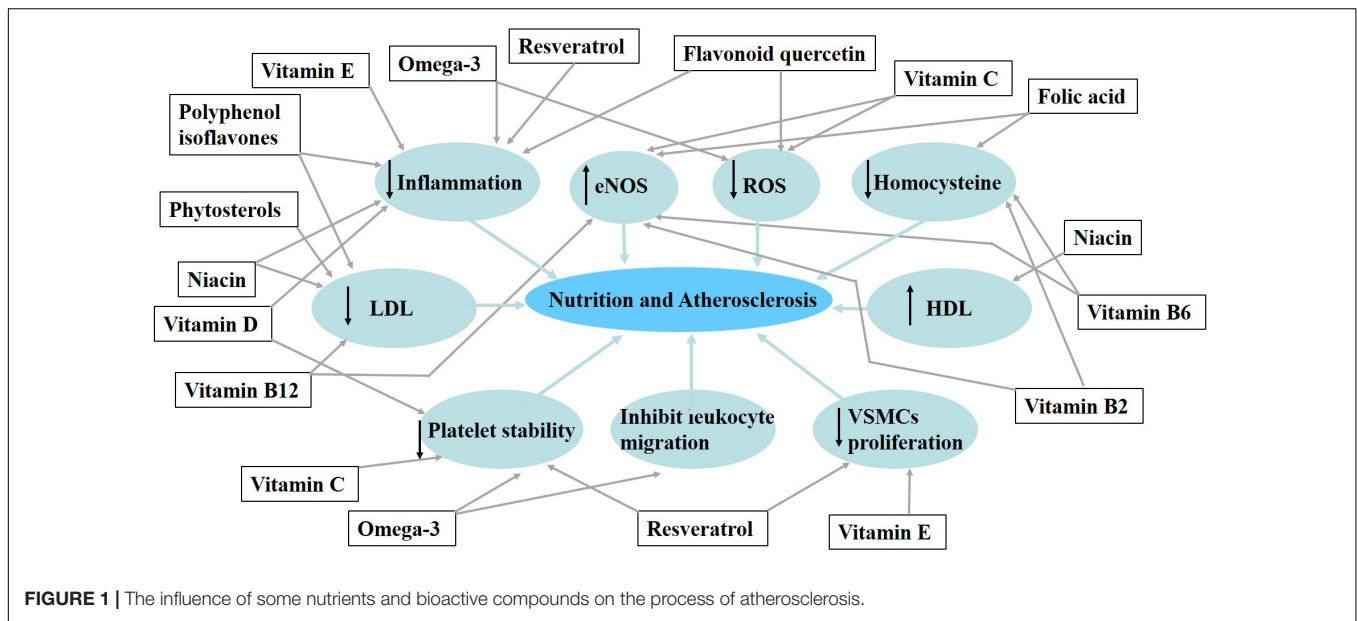 Resveratrol
Flavonoid quercetin
Omega-3
Vitamin E
Vitamin C
Folic acid
Polyphenol
isoflavones
Inflammation
eNOS
ROS
Homocysteine
Phytosterols
Niacin
Niacin
LDL
Nutrition and Atherosclerosis
HDL
Vitamin D
Vitamin B6
Vitamin B12
Vitamin B2
Platelet stability
Inhibit leukocyte
migration
VSMCs
proliferation
Vitamin C
Omega-3
Resveratrol
Vitamin E
FIGURE 1 | The influence of some nutrients and bioactive compounds on the process of atherosclerosis.